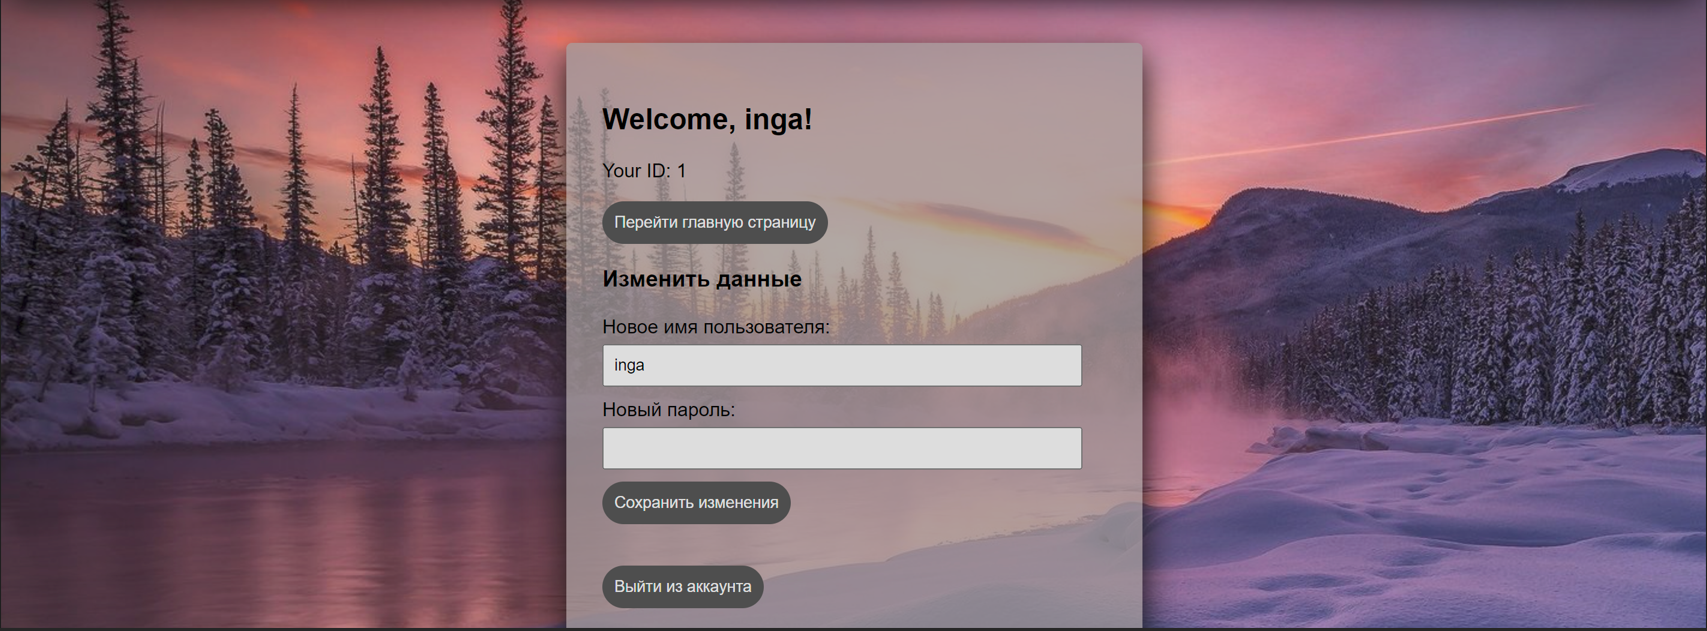 Welcome, inga!
Your ID: 1
Перейти главную страницу
Изменить данные
Новое имя пользователя:
inga
Новый пароль:
Сохранить изменения
Выйти из аккаунта